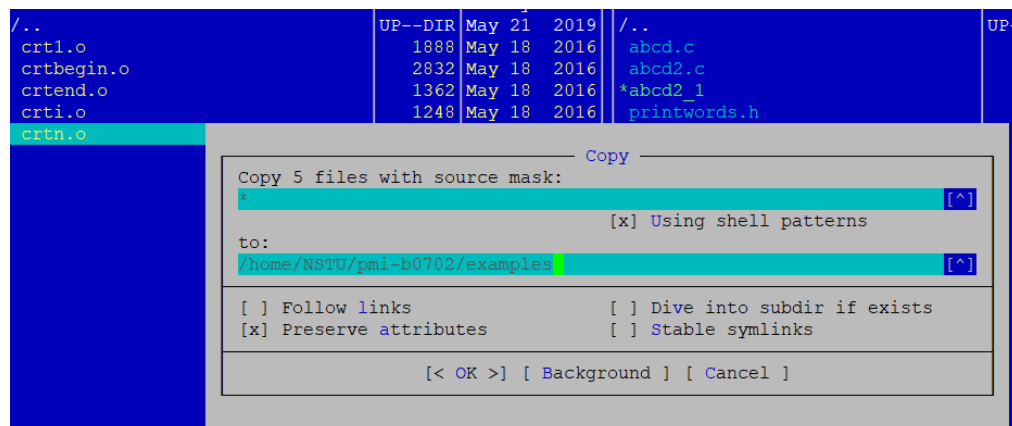 /.. UP--DIR May 21 2019 /.. UP-
crt1.o 1888 May 18 2016 abcd.c
crtbegin.o 2832 May 18 2016 abcd2.c
crtend.o 1362 May 18 2016 *abcd2_1
crti.o 1248 May 18 2016 printwords.h
crtn.o
Copy
Copy 5 files with source mask:
* [^]
[x] Using shell patterns
to:
/home/NSTU/pmi-b0702/examples [^]
[ ] Follow links [ ] Dive into subdir if exists
[x] Preserve attributes [ ] Stable symlinks
[< OK >] [ Background ] [ Cancel ]